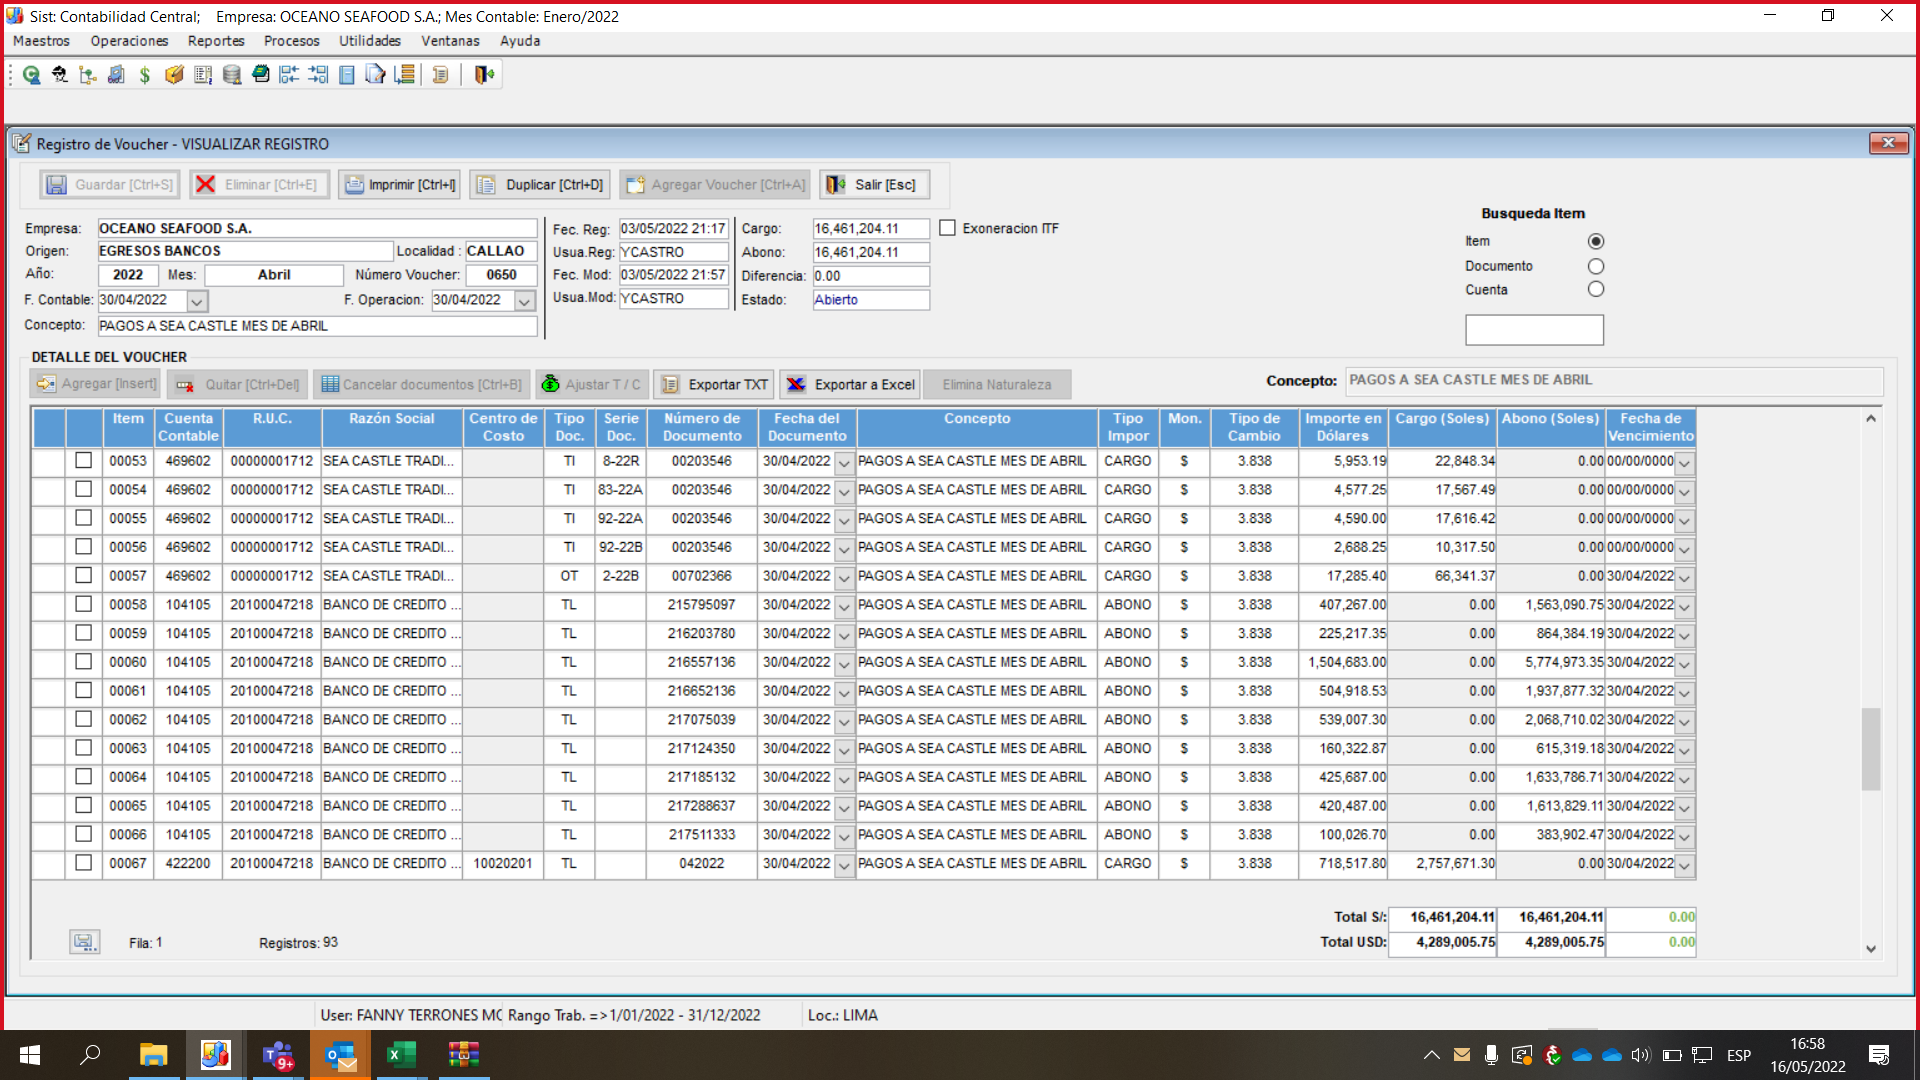 Sist: Contabilidad Central;    Empresa: OCEANO SEAFOOD S.A.; Mes Contable: Enero/2022
Maestros Operaciones Reportes Procesos Utilidades Ventanas Ayuda
Registro de Voucher - VISUALIZAR REGISTRO
Guardar [Ctrl+S] Eliminar [Ctrl+E] Imprimir [Ctrl+I] Duplicar [Ctrl+D] Agregar Voucher [Ctrl+A] Salir [Esc]
Empresa: OCEANO SEAFOOD S.A.
Origen: EGRESOS BANCOS Localidad : CALLAO
Año: 2022 Mes: Abril Número Voucher: 0650
F. Contable: 30/04/2022 F. Operacion: 30/04/2022
Concepto: PAGOS A SEA CASTLE MES DE ABRIL
Fec. Reg: 03/05/2022 21:17
Usua.Reg: YCASTRO
Fec. Mod: 03/05/2022 21:57
Usua.Mod: YCASTRO
Cargo: 16,461,204.11
Abono: 16,461,204.11
Diferencia: 0.00
Estado: Abierto
Exoneracion ITF
Busqueda Item
Item
Documento
Cuenta
DETALLE DEL VOUCHER
Agregar [Insert] Quitar [Ctrl+Del] Cancelar documentos [Ctrl+B] Ajustar T / C Exportar TXT Exportar a Excel Elimina Naturaleza
Concepto: PAGOS A SEA CASTLE MES DE ABRIL
Item Cuenta Contable R.U.C. Razón Social Centro de Costo Tipo Doc. Serie Doc. Número de Documento Fecha del Documento Concepto Tipo Impor Mon. Tipo de Cambio Importe en Dólares Cargo (Soles) Abono (Soles) Fecha de Vencimiento
00053 469602 00000001712 SEA CASTLE TRADI... TI 8-22R 00203546 30/04/2022 PAGOS A SEA CASTLE MES DE ABRIL CARGO $ 3.838 5,953.19 22,848.34 0.00 00/00/0000
00054 469602 00000001712 SEA CASTLE TRADI... TI 83-22A 00203546 30/04/2022 PAGOS A SEA CASTLE MES DE ABRIL CARGO $ 3.838 4,577.25 17,567.49 0.00 00/00/0000
00055 469602 00000001712 SEA CASTLE TRADI... TI 92-22A 00203546 30/04/2022 PAGOS A SEA CASTLE MES DE ABRIL CARGO $ 3.838 4,590.00 17,616.42 0.00 00/00/0000
00056 469602 00000001712 SEA CASTLE TRADI... TI 92-22B 00203546 30/04/2022 PAGOS A SEA CASTLE MES DE ABRIL CARGO $ 3.838 2,688.25 10,317.50 0.00 00/00/0000
00057 469602 00000001712 SEA CASTLE TRADI... OT 2-22B 00702366 30/04/2022 PAGOS A SEA CASTLE MES DE ABRIL CARGO $ 3.838 17,285.40 66,341.37 0.00 30/04/2022
00058 104105 20100047218 BANCO DE CREDITO ... TL 215795097 30/04/2022 PAGOS A SEA CASTLE MES DE ABRIL ABONO $ 3.838 407,267.00 0.00 1,563,090.75 30/04/2022
00059 104105 20100047218 BANCO DE CREDITO ... TL 216203780 30/04/2022 PAGOS A SEA CASTLE MES DE ABRIL ABONO $ 3.838 225,217.35 0.00 864,384.19 30/04/2022
00060 104105 20100047218 BANCO DE CREDITO ... TL 216557136 30/04/2022 PAGOS A SEA CASTLE MES DE ABRIL ABONO $ 3.838 1,504,683.00 0.00 5,774,973.35 30/04/2022
00061 104105 20100047218 BANCO DE CREDITO ... TL 216652136 30/04/2022 PAGOS A SEA CASTLE MES DE ABRIL ABONO $ 3.838 504,918.53 0.00 1,937,877.32 30/04/2022
00062 104105 20100047218 BANCO DE CREDITO ... TL 217075039 30/04/2022 PAGOS A SEA CASTLE MES DE ABRIL ABONO $ 3.838 539,007.30 0.00 2,068,710.02 30/04/2022
00063 104105 20100047218 BANCO DE CREDITO ... TL 217124350 30/04/2022 PAGOS A SEA CASTLE MES DE ABRIL ABONO $ 3.838 160,322.87 0.00 615,319.18 30/04/2022
00064 104105 20100047218 BANCO DE CREDITO ... TL 217185132 30/04/2022 PAGOS A SEA CASTLE MES DE ABRIL ABONO $ 3.838 425,687.00 0.00 1,633,786.71 30/04/2022
00065 104105 20100047218 BANCO DE CREDITO ... TL 217288637 30/04/2022 PAGOS A SEA CASTLE MES DE ABRIL ABONO $ 3.838 420,487.00 0.00 1,613,829.11 30/04/2022
00066 104105 20100047218 BANCO DE CREDITO ... TL 217511333 30/04/2022 PAGOS A SEA CASTLE MES DE ABRIL ABONO $ 3.838 100,026.70 0.00 383,902.47 30/04/2022
00067 422200 20100047218 BANCO DE CREDITO ... 10020201 TL 042022 30/04/2022 PAGOS A SEA CASTLE MES DE ABRIL CARGO $ 3.838 718,517.80 2,757,671.30 0.00 30/04/2022
Total S/: 16,461,204.11 16,461,204.11 0.00
Total USD: 4,289,005.75 4,289,005.75 0.00
Fila: 1 Registros: 93
User: FANNY TERRONES MC Rango Trab. =>1/01/2022 - 31/12/2022 Loc.: LIMA
9+
ESP
16:58
16/05/2022